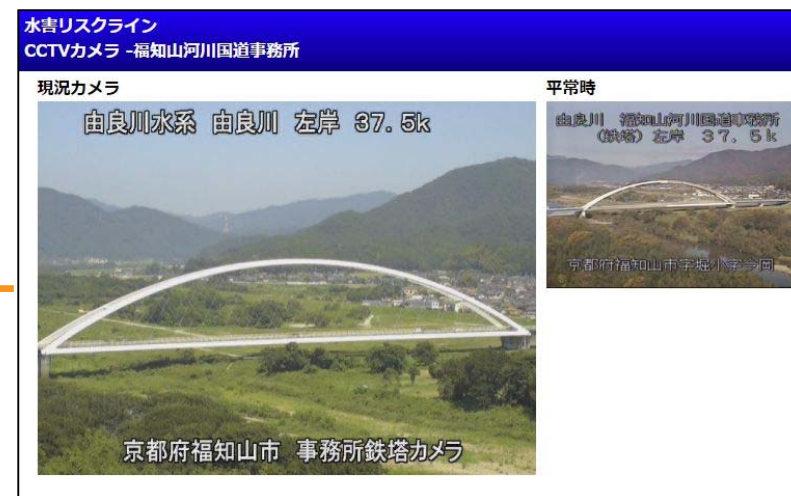 水害リスクライン
CCTVカメラ -福知山河川国道事務所
現況カメラ
由良川水系 由良川 左岸 37.5k
京都府福知山市 事務所鉄塔カメラ
平常時
由良川 福知山河川国道事務所
(鉄塔) 左岸 37.5k
京都府福知山市字堀小字今岡